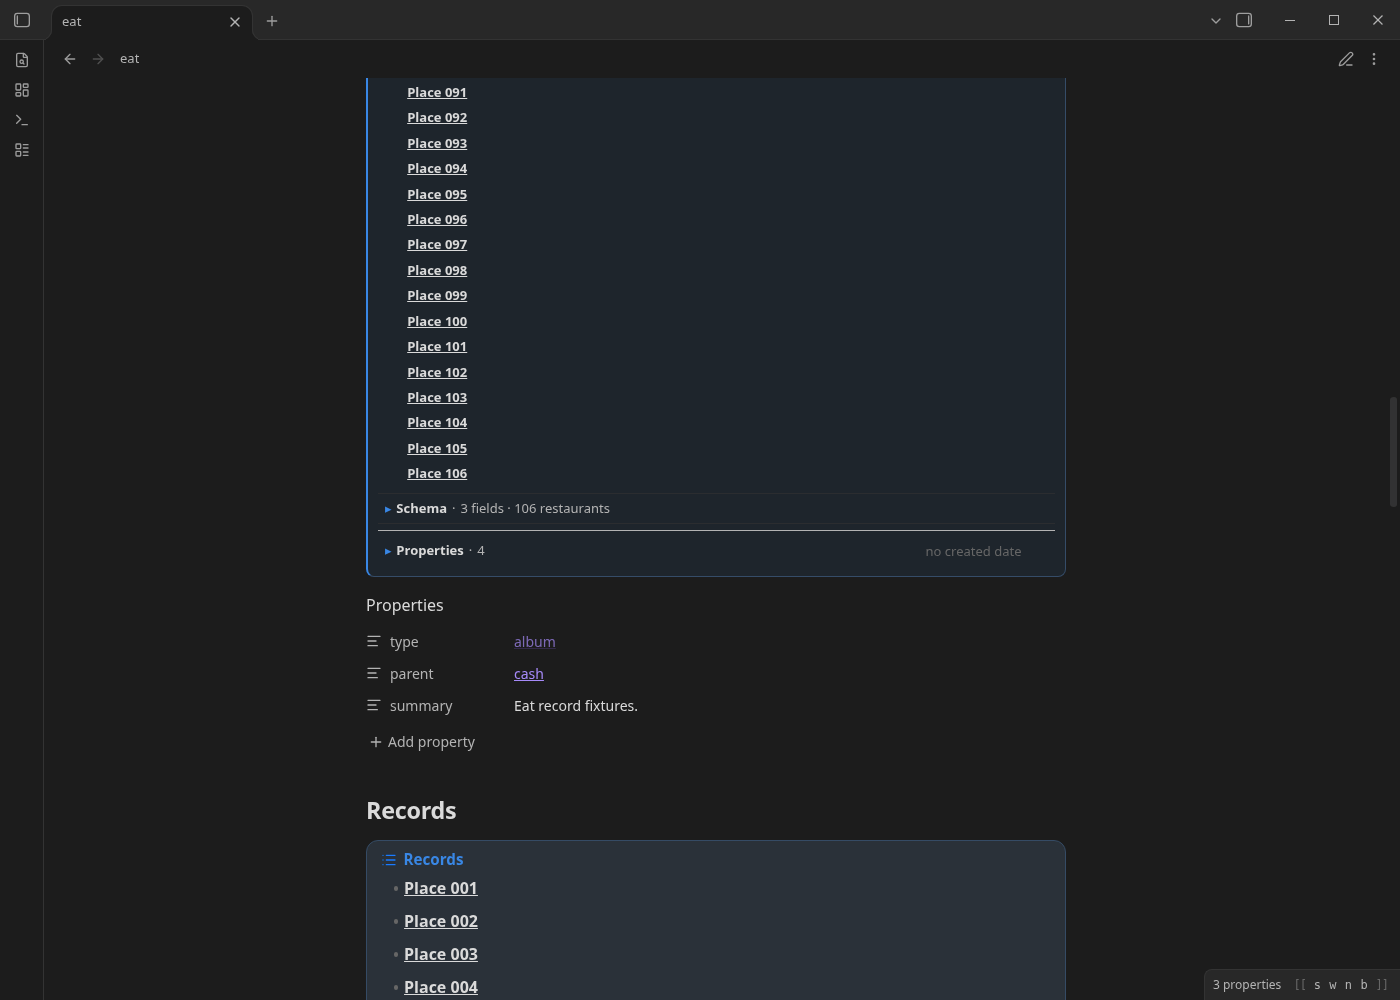 eat
eat
Place 091
Place 092
Place 093
Place 094
Place 095
Place 096
Place 097
Place 098
Place 099
Place 100
Place 101
Place 102
Place 103
Place 104
Place 105
Place 106
▸ Schema · 3 fields · 106 restaurants
▸ Properties · 4 no created date
Properties
type album
parent cash
summary Eat record fixtures.
+ Add property
Records
Records
• Place 001
• Place 002
• Place 003
• Place 004
3 properties [[ s w n b ]]